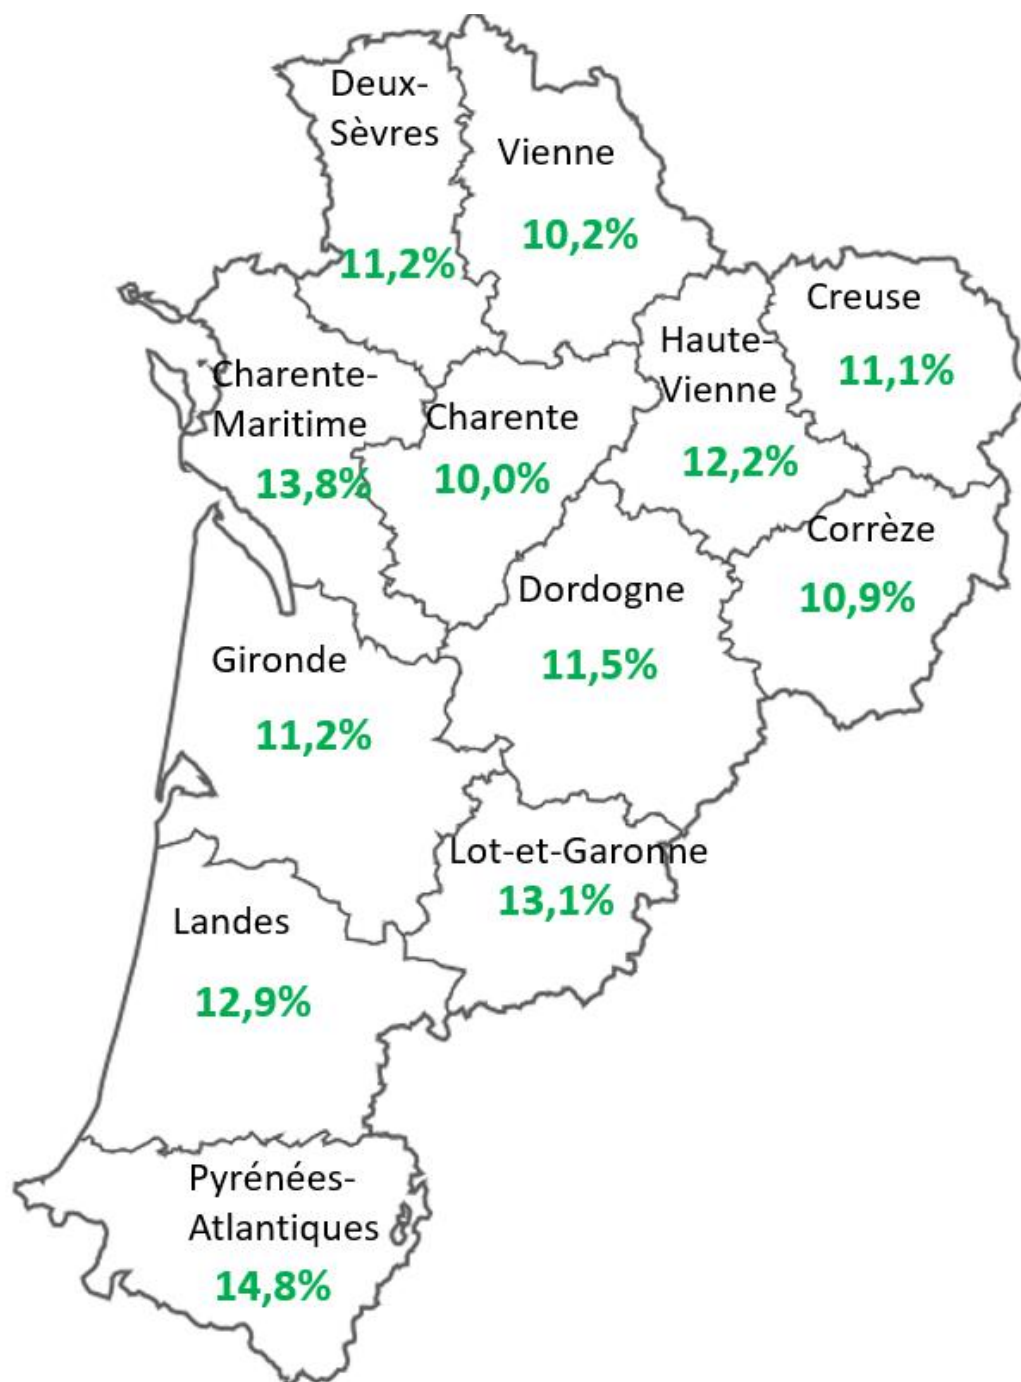 Deux-
Sèvres
11,2%
Vienne
10,2%
Creuse
11,1%
Haute-
Vienne
12,2%
Charente-
Maritime
13,8%
Charente
10,0%
Corrèze
10,9%
Dordogne
11,5%
Gironde
11,2%
Lot-et-Garonne
13,1%
Landes
12,9%
Pyrénées-
Atlantiques
14,8%